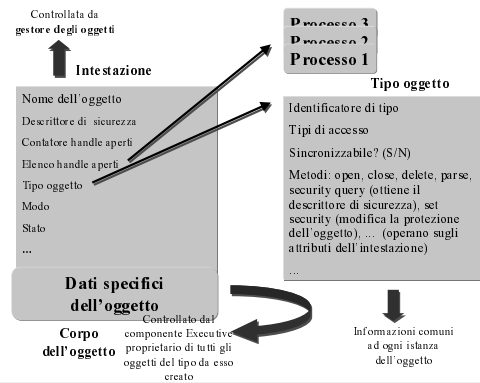 Controllata da
gestore degli oggetti
Intestazione
Nome dell'oggetto
Descrittore di sicurezza
Contatore handle aperti
Elenco handle aperti
Tipo oggetto
Modo
Stato
...
Dati specifici
dell'oggetto
Corpo
dell'oggetto
Controllato dal
componente Executive
proprietario di tutti gli
oggetti del tipo da esso
creato
Processo 3
Processo 2
Processo 1
Tipo oggetto
Identificatore di tipo
Tipi di accesso
Sincronizzabile? (S/N)
Metodi: open, close, delete, parse,
security query (ottiene il
descrittore di sicurezza), set
security (modifica la protezione
dell'oggetto), ... (operano sugli
attributi dell'intestazione)
...
Informazioni comuni
ad ogni istanza
dell'oggetto